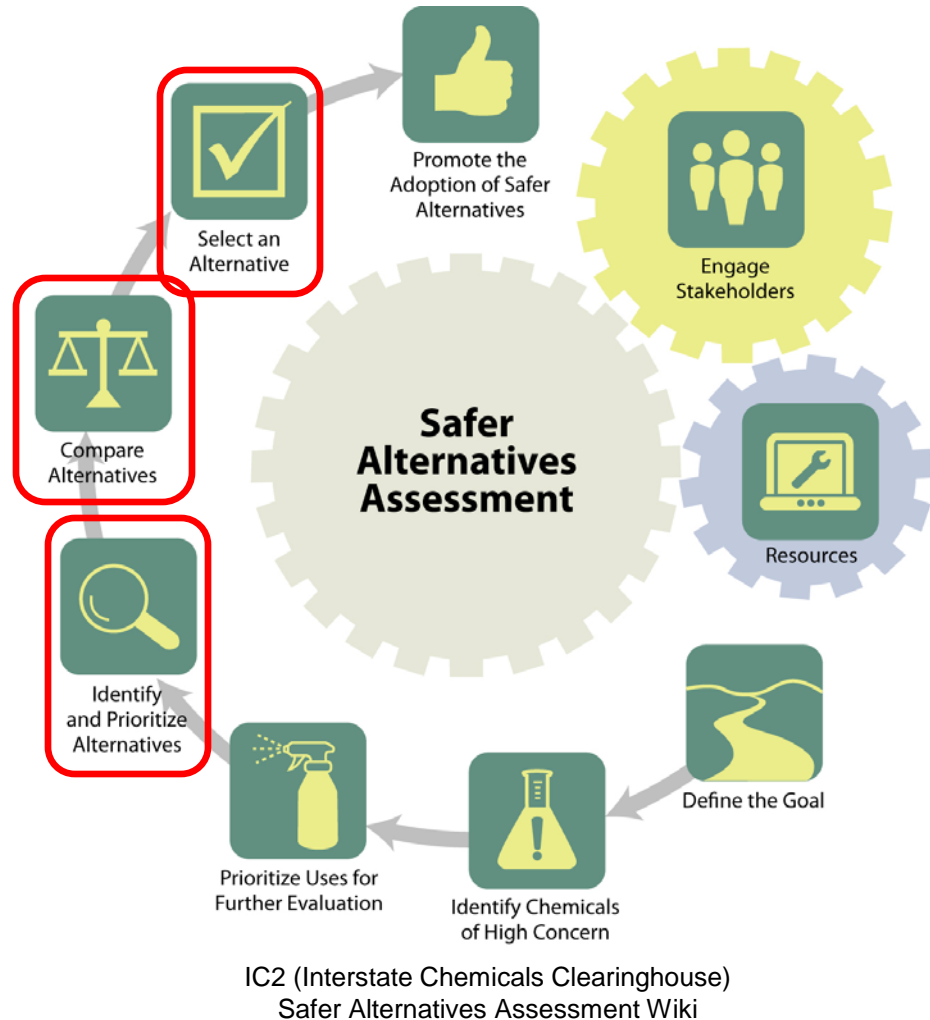 Promote the
Adoption of Safer
Alternatives
Select an
Alternative
Engage
Stakeholders
Compare
Alternatives
Safer
Alternatives
Assessment
Resources
Identify
and Prioritize
Alternatives
Define the Goal
Prioritize Uses for
Further Evaluation
Identify Chemicals
of High Concern
IC2 (Interstate Chemicals Clearinghouse)
Safer Alternatives Assessment Wiki